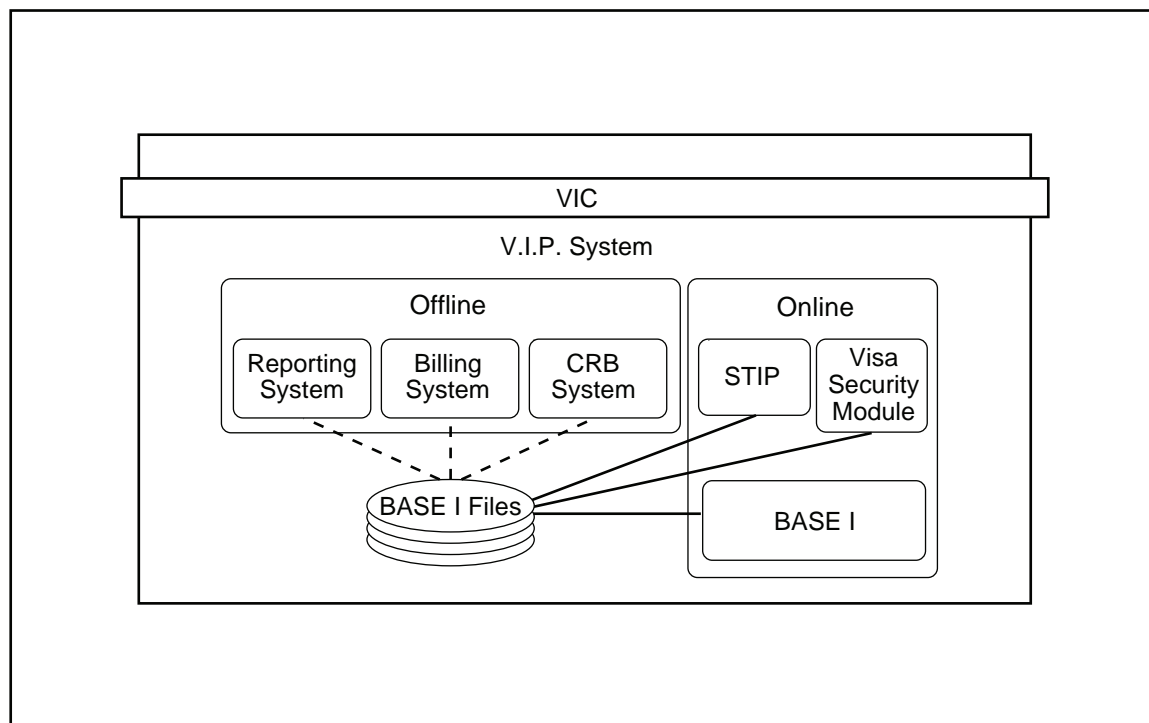 VIC
V.I.P. System
Offline
Online
Reporting
System
Billing
System
CRB
System
STIP
Visa
Security
Module
BASE I Files
BASE I